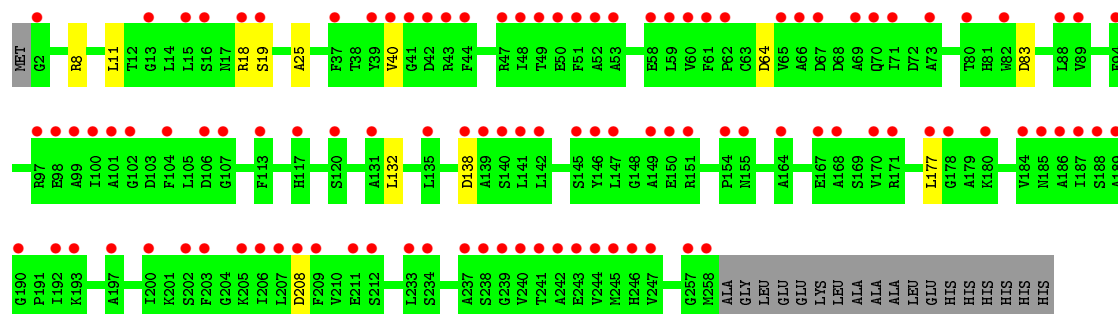 MET G2 R8 L11 T12 G13 L14 L15 S16 N17 R18 S19 A25 F37 T38 Y39 V40 G41 D42 R43 F44 R47 I48 T49 E50 F51 A52 A53 E58 L59 V60 F61 P62 C63 D64 V65 A66 D67 D68 A69 Q70 I71 D72 A73 T80 H81 W82 D83 L88 V89 F94
R97 E98 A99 I100 A101 G102 D103 F104 L105 D106 G107 F113 H117 S120 A131 L132 L135 D138 A139 S140 L141 L142 S145 Y146 L147 G148 A149 E150 R151 P154 N155 A164 E167 A168 S169 V170 R171 L177 G178 A179 K180 V184 N185 A186 I187 S188 A189
G190 P191 I192 K193 A197 I200 K201 S202 F203 G204 K205 I206 L207 D208 F209 V210 E211 S212 L233 S234 A237 S238 G239 V240 T241 A242 E243 V244 M245 H246 V247 G257 M258 ALA GLY LEU GLU GLU LYS LEU ALA ALA ALA LEU GLU HIS HIS HIS HIS HIS HIS